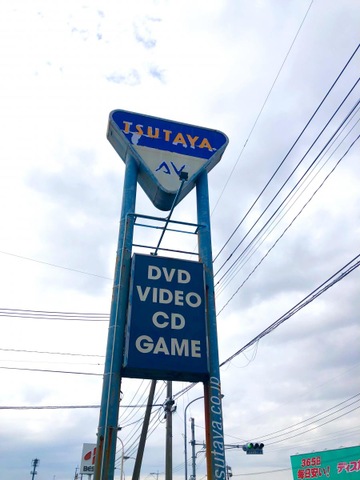 TSUTAYA
AV
DVD
VIDEO
CD
GAME
tsutaya.co.jp
365日
毎日安い!